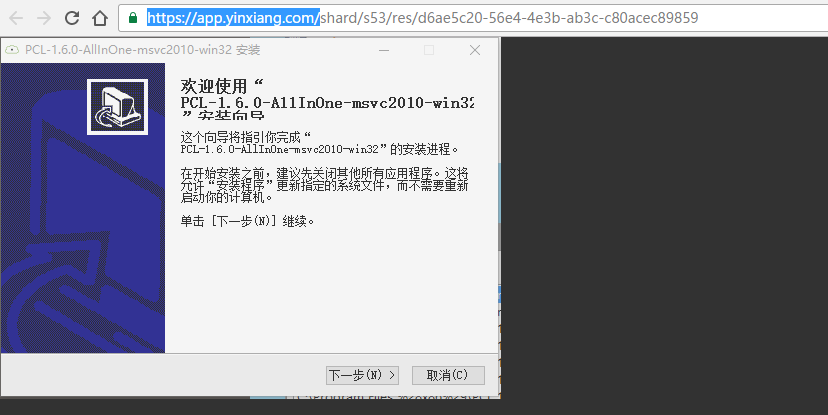 https://app.yinxiang.com/shard/s53/res/d6ae5c20-56e4-4e3b-ab3c-c80acec89859
PCL-1.6.0-AllInOne-msvc2010-win32 安装
欢迎使用“
PCL-1.6.0-AllInOne-msvc2010-win32
”安装向导
这个向导将指引你完成“
PCL-1.6.0-AllInOne-msvc2010-win32”的安装进程。
在开始安装之前，建议先关闭其他所有应用程序。这将
允许“安装程序”更新指定的系统文件，而不需要重新
启动你的计算机。
单击 [下一步(N)] 继续。
下一步(N) >
取消(C)